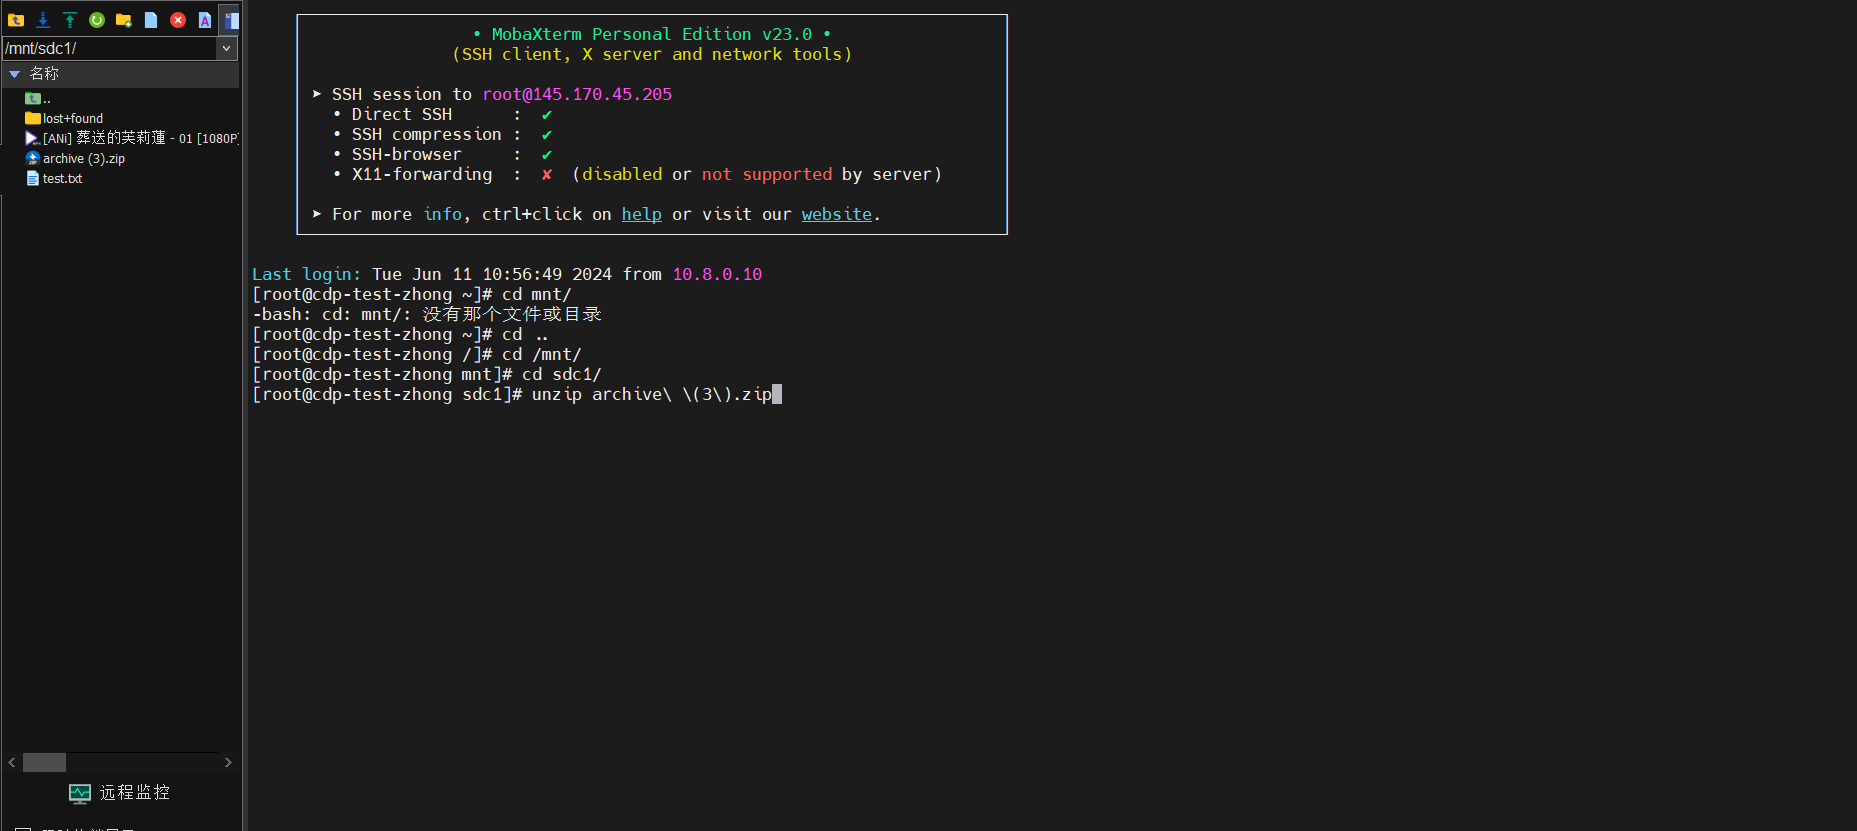 /mnt/sdc1/
名称
..
lost+found
[ANi] 葬送的芙莉蓮 - 01 [1080P]
archive (3).zip
test.txt
远程监控
• MobaXterm Personal Edition v23.0 •
(SSH client, X server and network tools)
➤ SSH session to root@145.170.45.205
• Direct SSH : ✔
• SSH compression : ✔
• SSH-browser : ✔
• X11-forwarding : ✘ (disabled or not supported by server)
➤ For more info, ctrl+click on help or visit our website.
Last login: Tue Jun 11 10:56:49 2024 from 10.8.0.10
[root@cdp-test-zhong ~]# cd mnt/
-bash: cd: mnt/: 没有那个文件或目录
[root@cdp-test-zhong ~]# cd ..
[root@cdp-test-zhong /]# cd /mnt/
[root@cdp-test-zhong mnt]# cd sdc1/
[root@cdp-test-zhong sdc1]# unzip archive\ \(3\).zip